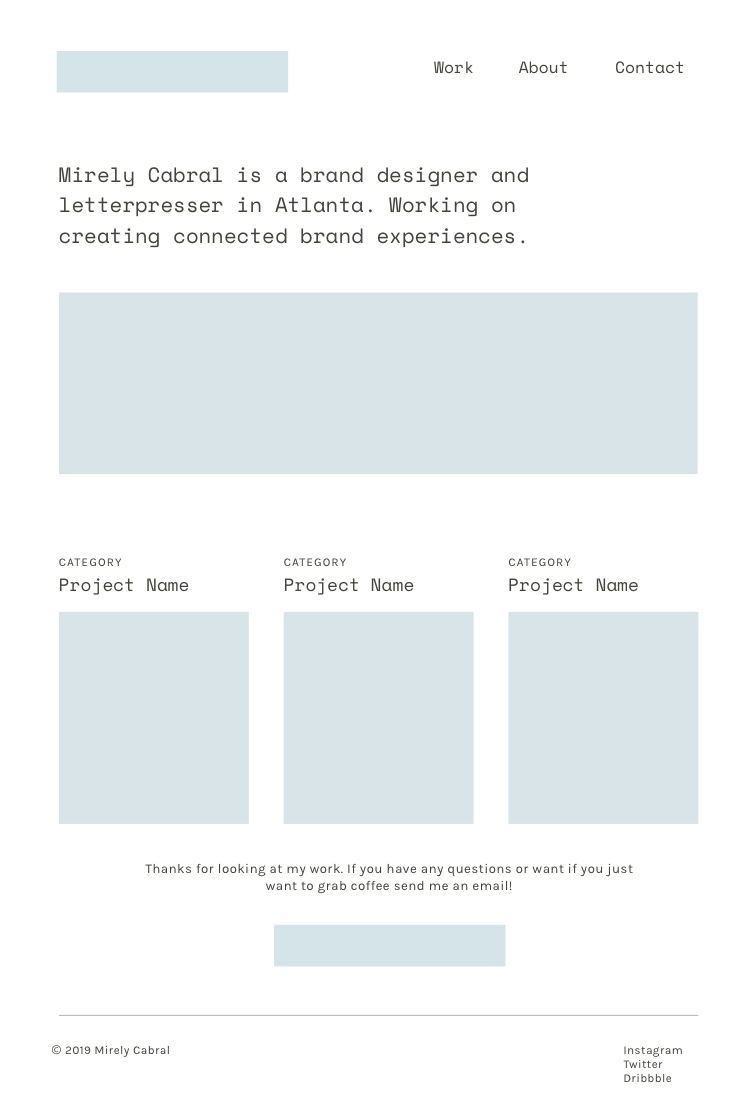 Work About Contact
Mirely Cabral is a brand designer and
letterpresser in Atlanta. Working on
creating connected brand experiences.
CATEGORY
Project Name
CATEGORY
Project Name
CATEGORY
Project Name
Thanks for looking at my work. If you have any questions or want if you just
want to grab coffee send me an email!
© 2019 Mirely Cabral
Instagram
Twitter
Dribbble